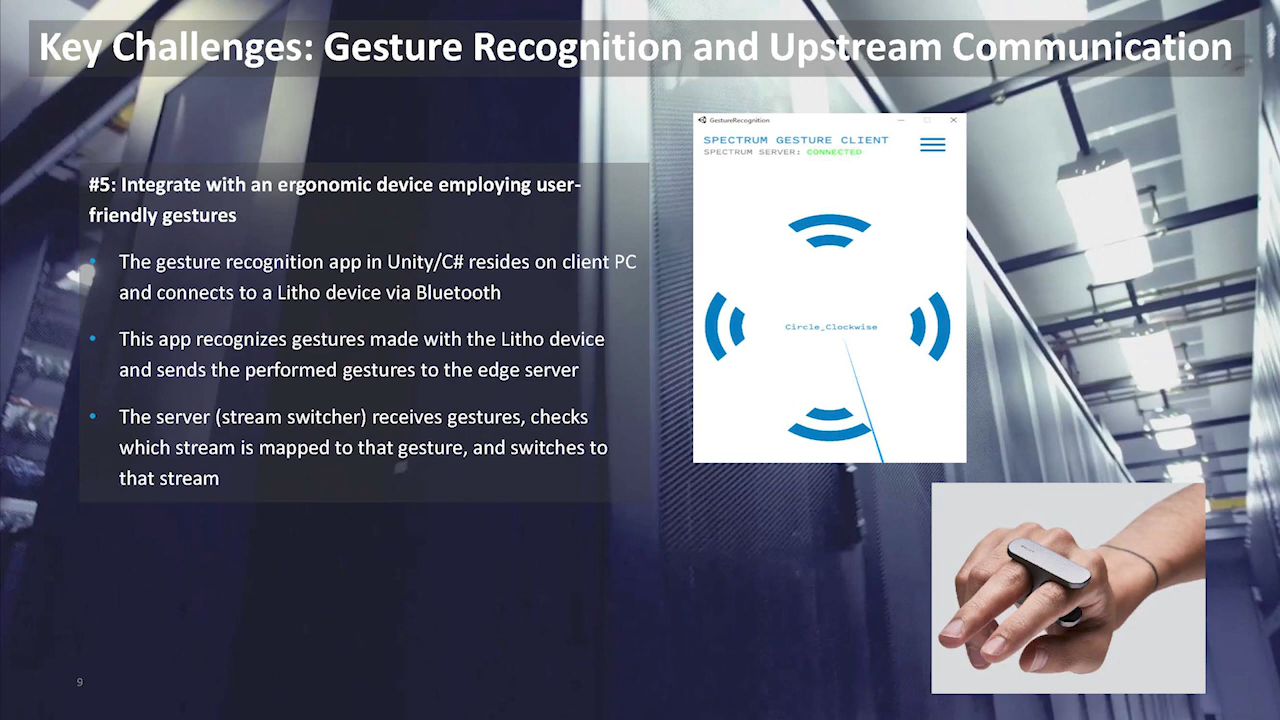 Key Challenges: Gesture Recognition and Upstream Communication
#5: Integrate with an ergonomic device employing user-
friendly gestures
The gesture recognition app in Unity/C# resides on client PC
and connects to a Litho device via Bluetooth
This app recognizes gestures made with the Litho device
and sends the performed gestures to the edge server
The server (stream switcher) receives gestures, checks
which stream is mapped to that gesture, and switches to
that stream
GestureRecognition
SPECTRUM GESTURE CLIENT
SPECTRUM SERVER: CONNECTED
Circle_Clockwise
9